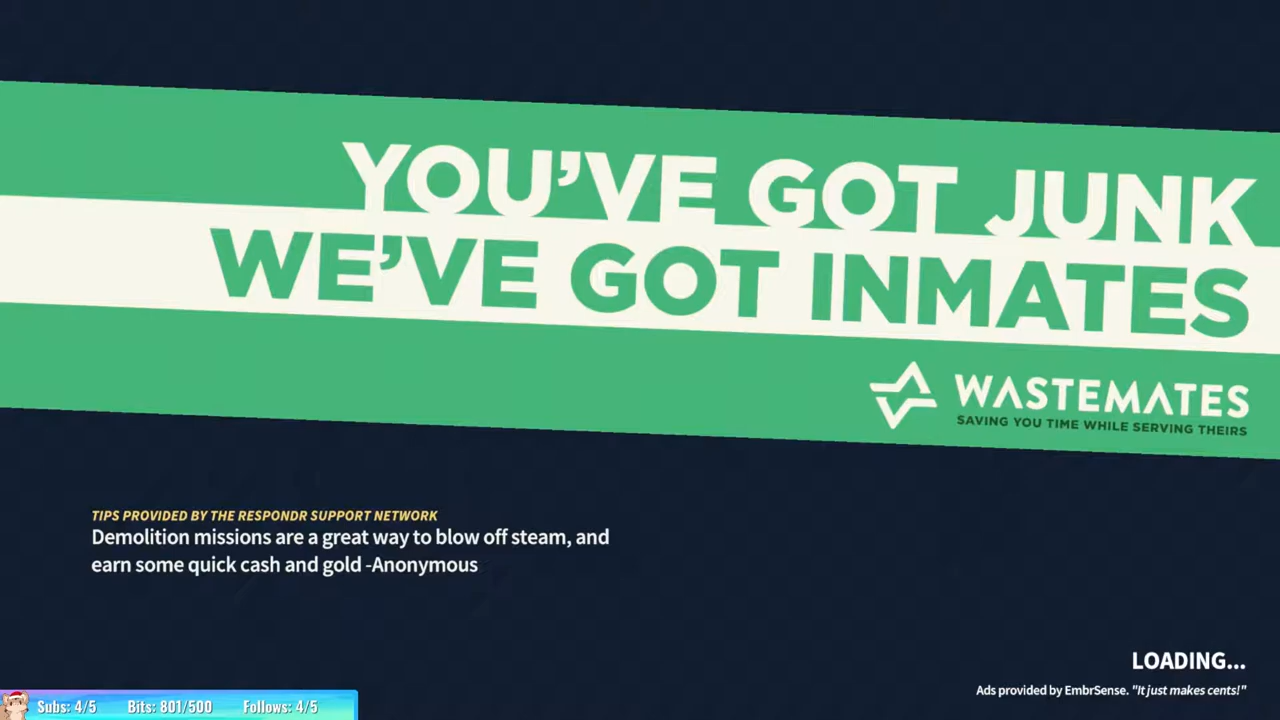 YOU'VE GOT JUNK
WE'VE GOT INMATES
WASTEMATES
SAVING YOU TIME WHILE SERVING THEIRS
TIPS PROVIDED BY THE RESPONDR SUPPORT NETWORK
Demolition missions are a great way to blow off steam, and
earn some quick cash and gold -Anonymous
LOADING...
Ads provided by EmbrSense. "It just makes cents!"
Subs: 4/5 Bits: 801/500 Follows: 4/5